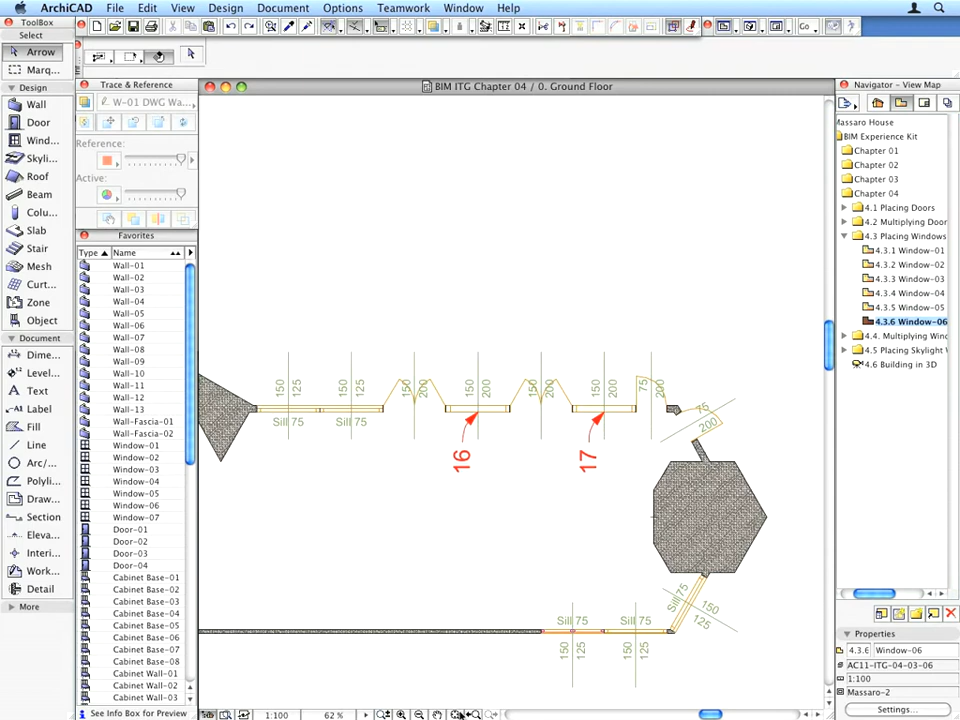 ArchiCAD File Edit View Design Document Options Teamwork Window Help
ToolBox
Select
Arrow
Marq...
Design
Wall
Door
Wind...
Skyli...
Roof
Beam
Colu...
Slab
Stair
Mesh
Curt...
Zone
Object
Document
Dime...
Level...
Text
Label
Fill
Line
Arc/...
Polyli...
Draw...
Section
Eleva...
Interi...
Work...
Detail
More
Go...
Trace & Reference
W-01 DWG Wa...
Reference:
Active:
Favorites
Type Name
Wall-01
Wall-02
Wall-03
Wall-04
Wall-05
Wall-06
Wall-07
Wall-08
Wall-09
Wall-10
Wall-11
Wall-12
Wall-13
Wall-Fascia-01
Wall-Fascia-02
Window-01
Window-02
Window-03
Window-04
Window-05
Window-06
Window-07
Door-01
Door-02
Door-03
Door-04
Cabinet Base-01
Cabinet Base-02
Cabinet Base-03
Cabinet Base-04
Cabinet Base-05
Cabinet Base-06
Cabinet Base-07
Cabinet Base-08
Cabinet Wall-01
Cabinet Wall-02
Cabinet Wall-03
See Info Box for Preview
BIM ITG Chapter 04 / 0. Ground Floor
150 125 150 125 150 200 150 200 150 200 150 200 75 200
Sill 75 Sill 75
75
200
16 17
Sill 75
150
125
Sill 75 Sill 75
150 125 150 125
1:100 62 %
Navigator - View Map
Massaro House
BIM Experience Kit
Chapter 01
Chapter 02
Chapter 03
Chapter 04
4.1 Placing Doors
4.2 Multiplying Door
4.3 Placing Windows
4.3.1 Window-01
4.3.2 Window-02
4.3.3 Window-03
4.3.4 Window-04
4.3.5 Window-05
4.3.6 Window-06
4.4. Multiplying Wind
4.5 Placing Skylight W
4.6 Building in 3D
Properties
4.3.6 Window-06
AC11-ITG-04-03-06
1:100
Massaro-2
Settings...